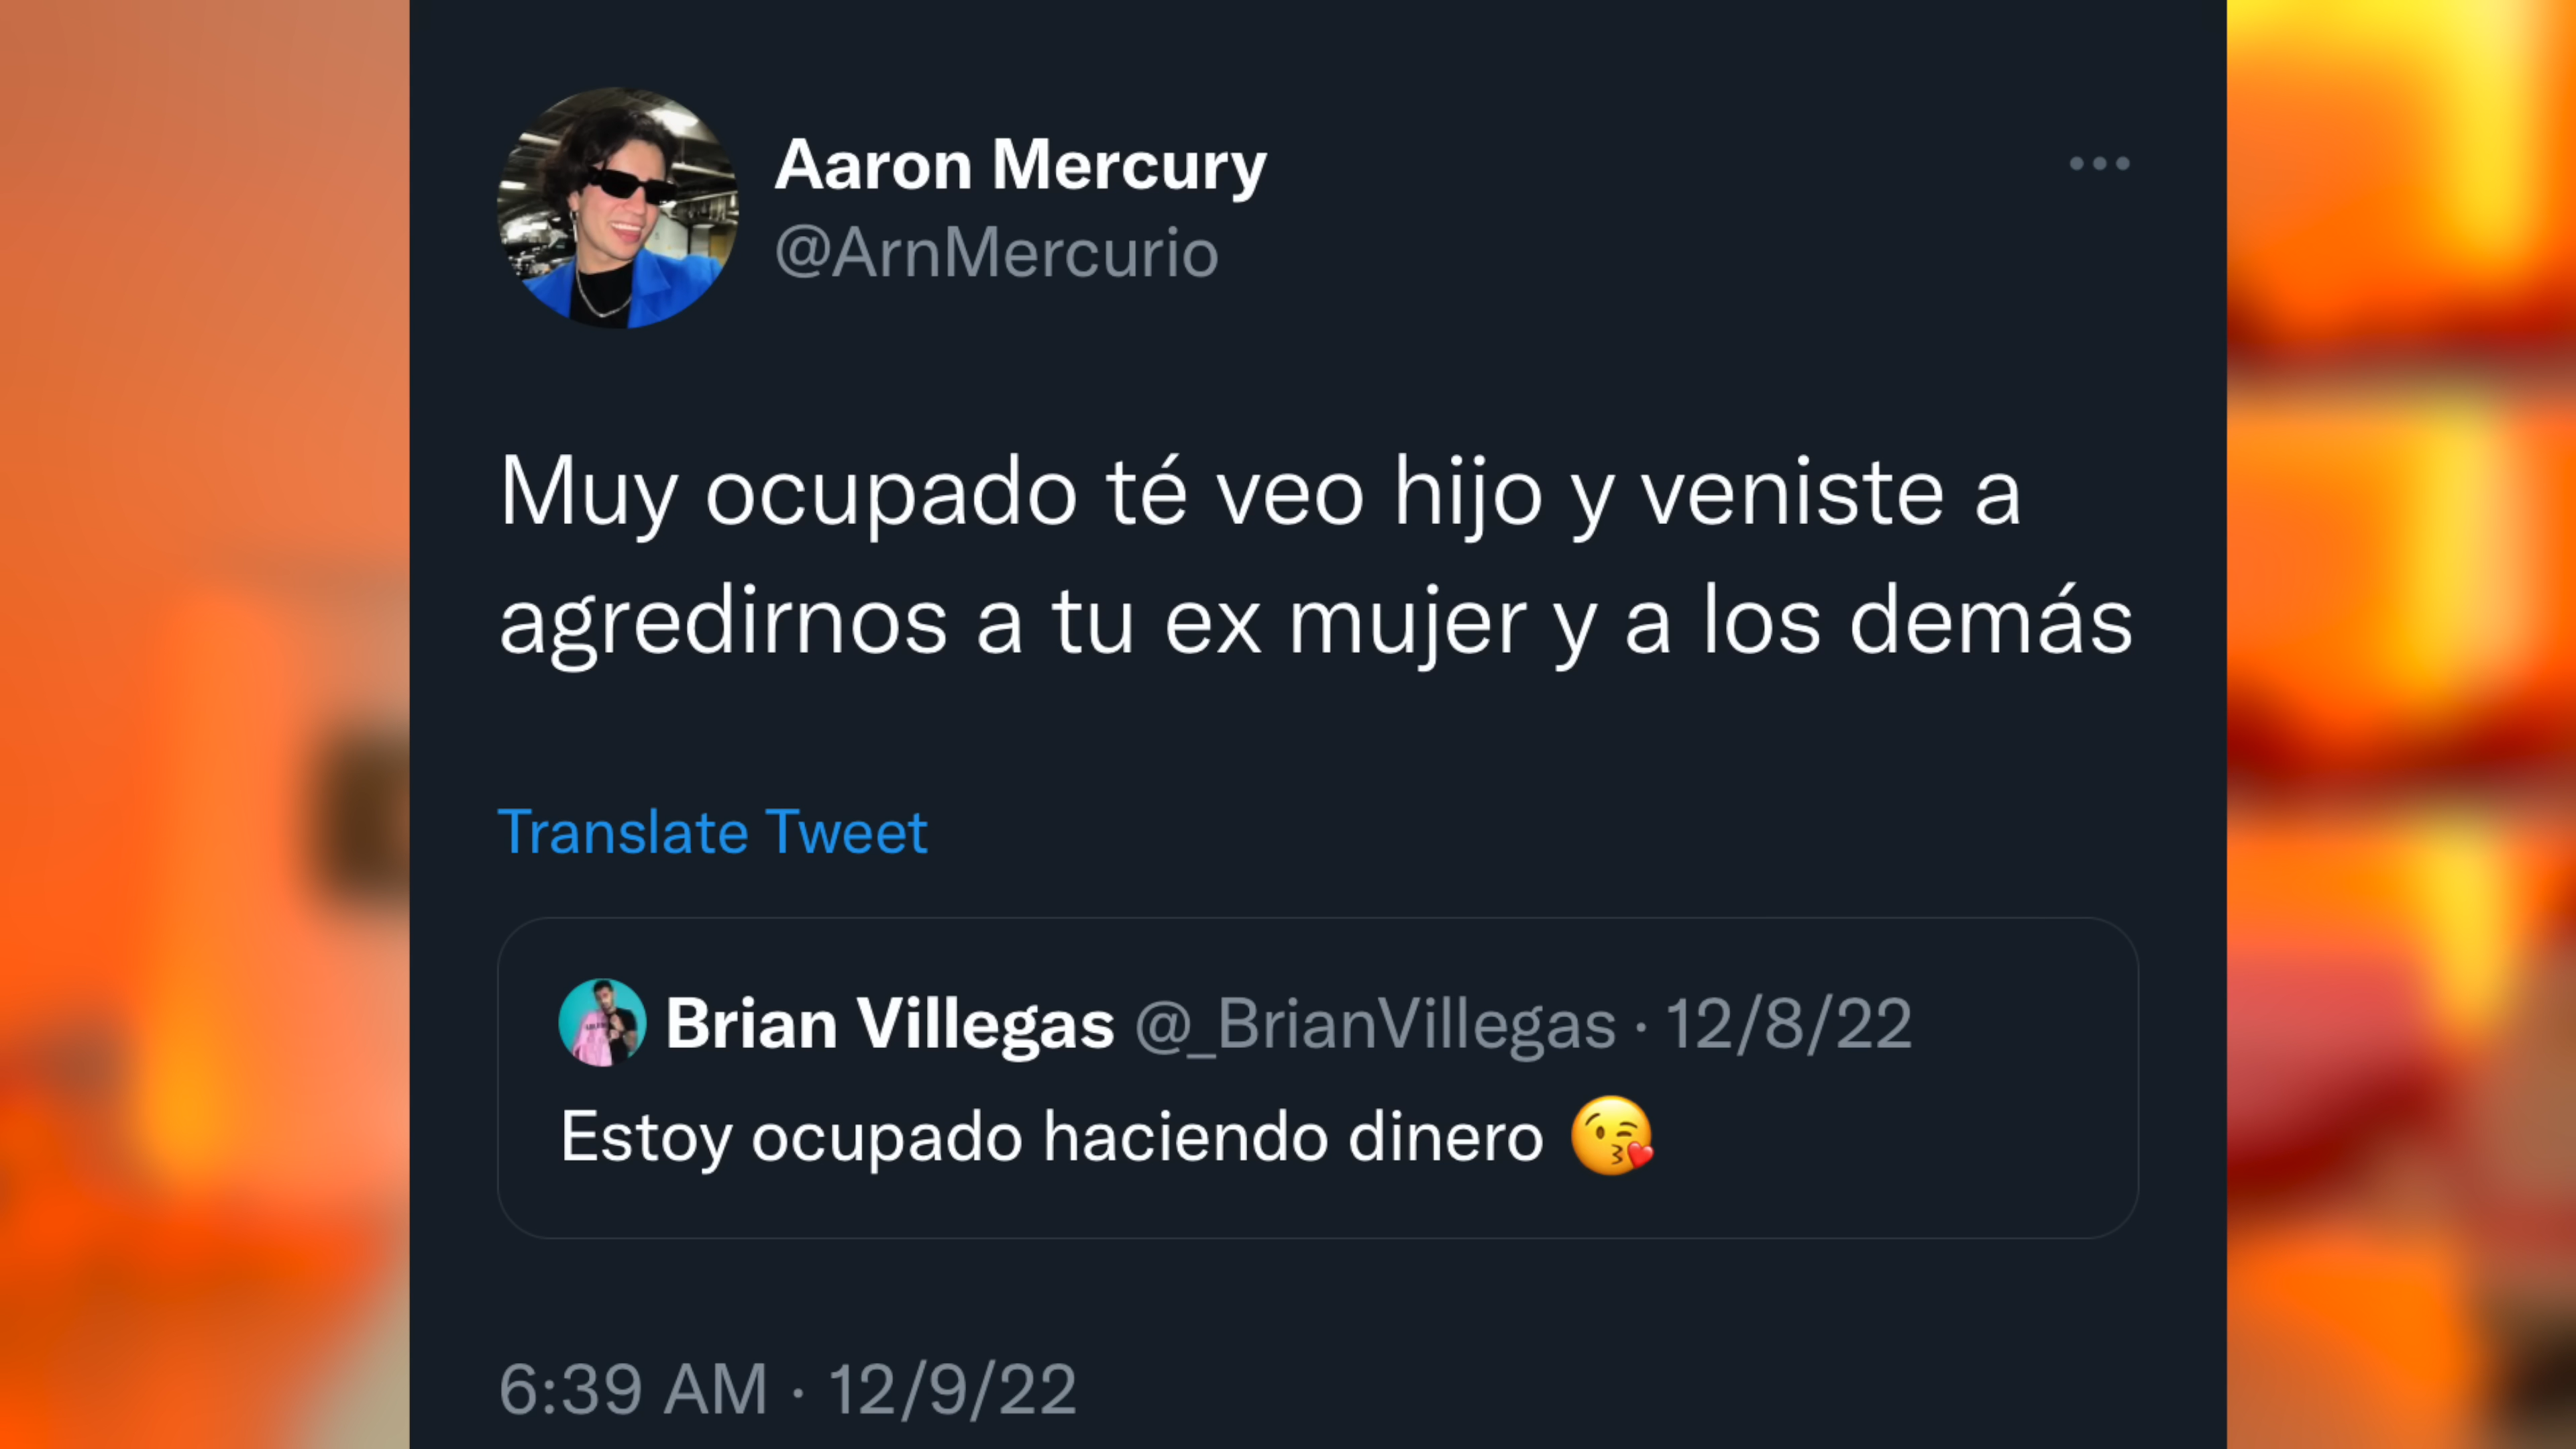 Aaron Mercury
@ArnMercurio
Muy ocupado té veo hijo y veniste a
agredirnos a tu ex mujer y a los demás
Translate Tweet
Brian Villegas @_BrianVillegas · 12/8/22
Estoy ocupado haciendo dinero 😘
6:39 AM · 12/9/22